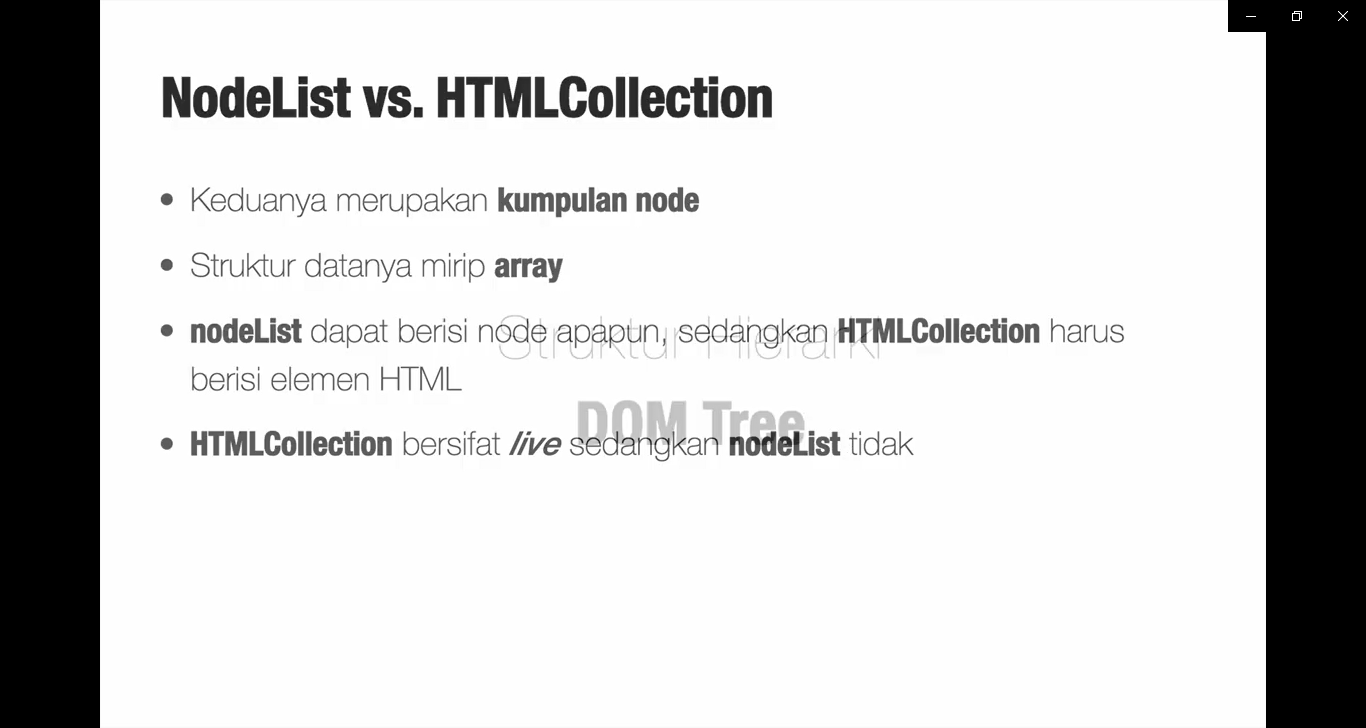 NodeList vs. HTMLCollection
• Keduanya merupakan kumpulan node
• Struktur datanya mirip array
• nodeList dapat berisi node apapun, sedangkan HTMLCollection harus
berisi elemen HTML
Struktur Hierarki
DOM Tree
• HTMLCollection bersifat live sedangkan nodeList tidak